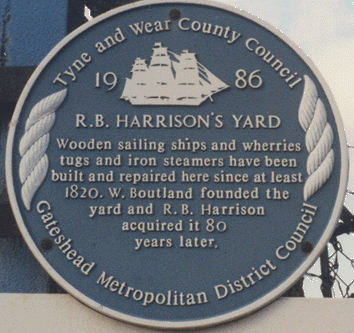 Tyne and Wear County Council
1986
R.B. HARRISON'S YARD
Wooden sailing ships and wherries
tugs and iron steamers have been
built and repaired here since at least
1820. W. Boutland founded the
yard and R.B. Harrison
acquired it 80
years later.
Gateshead Metropolitan District Council